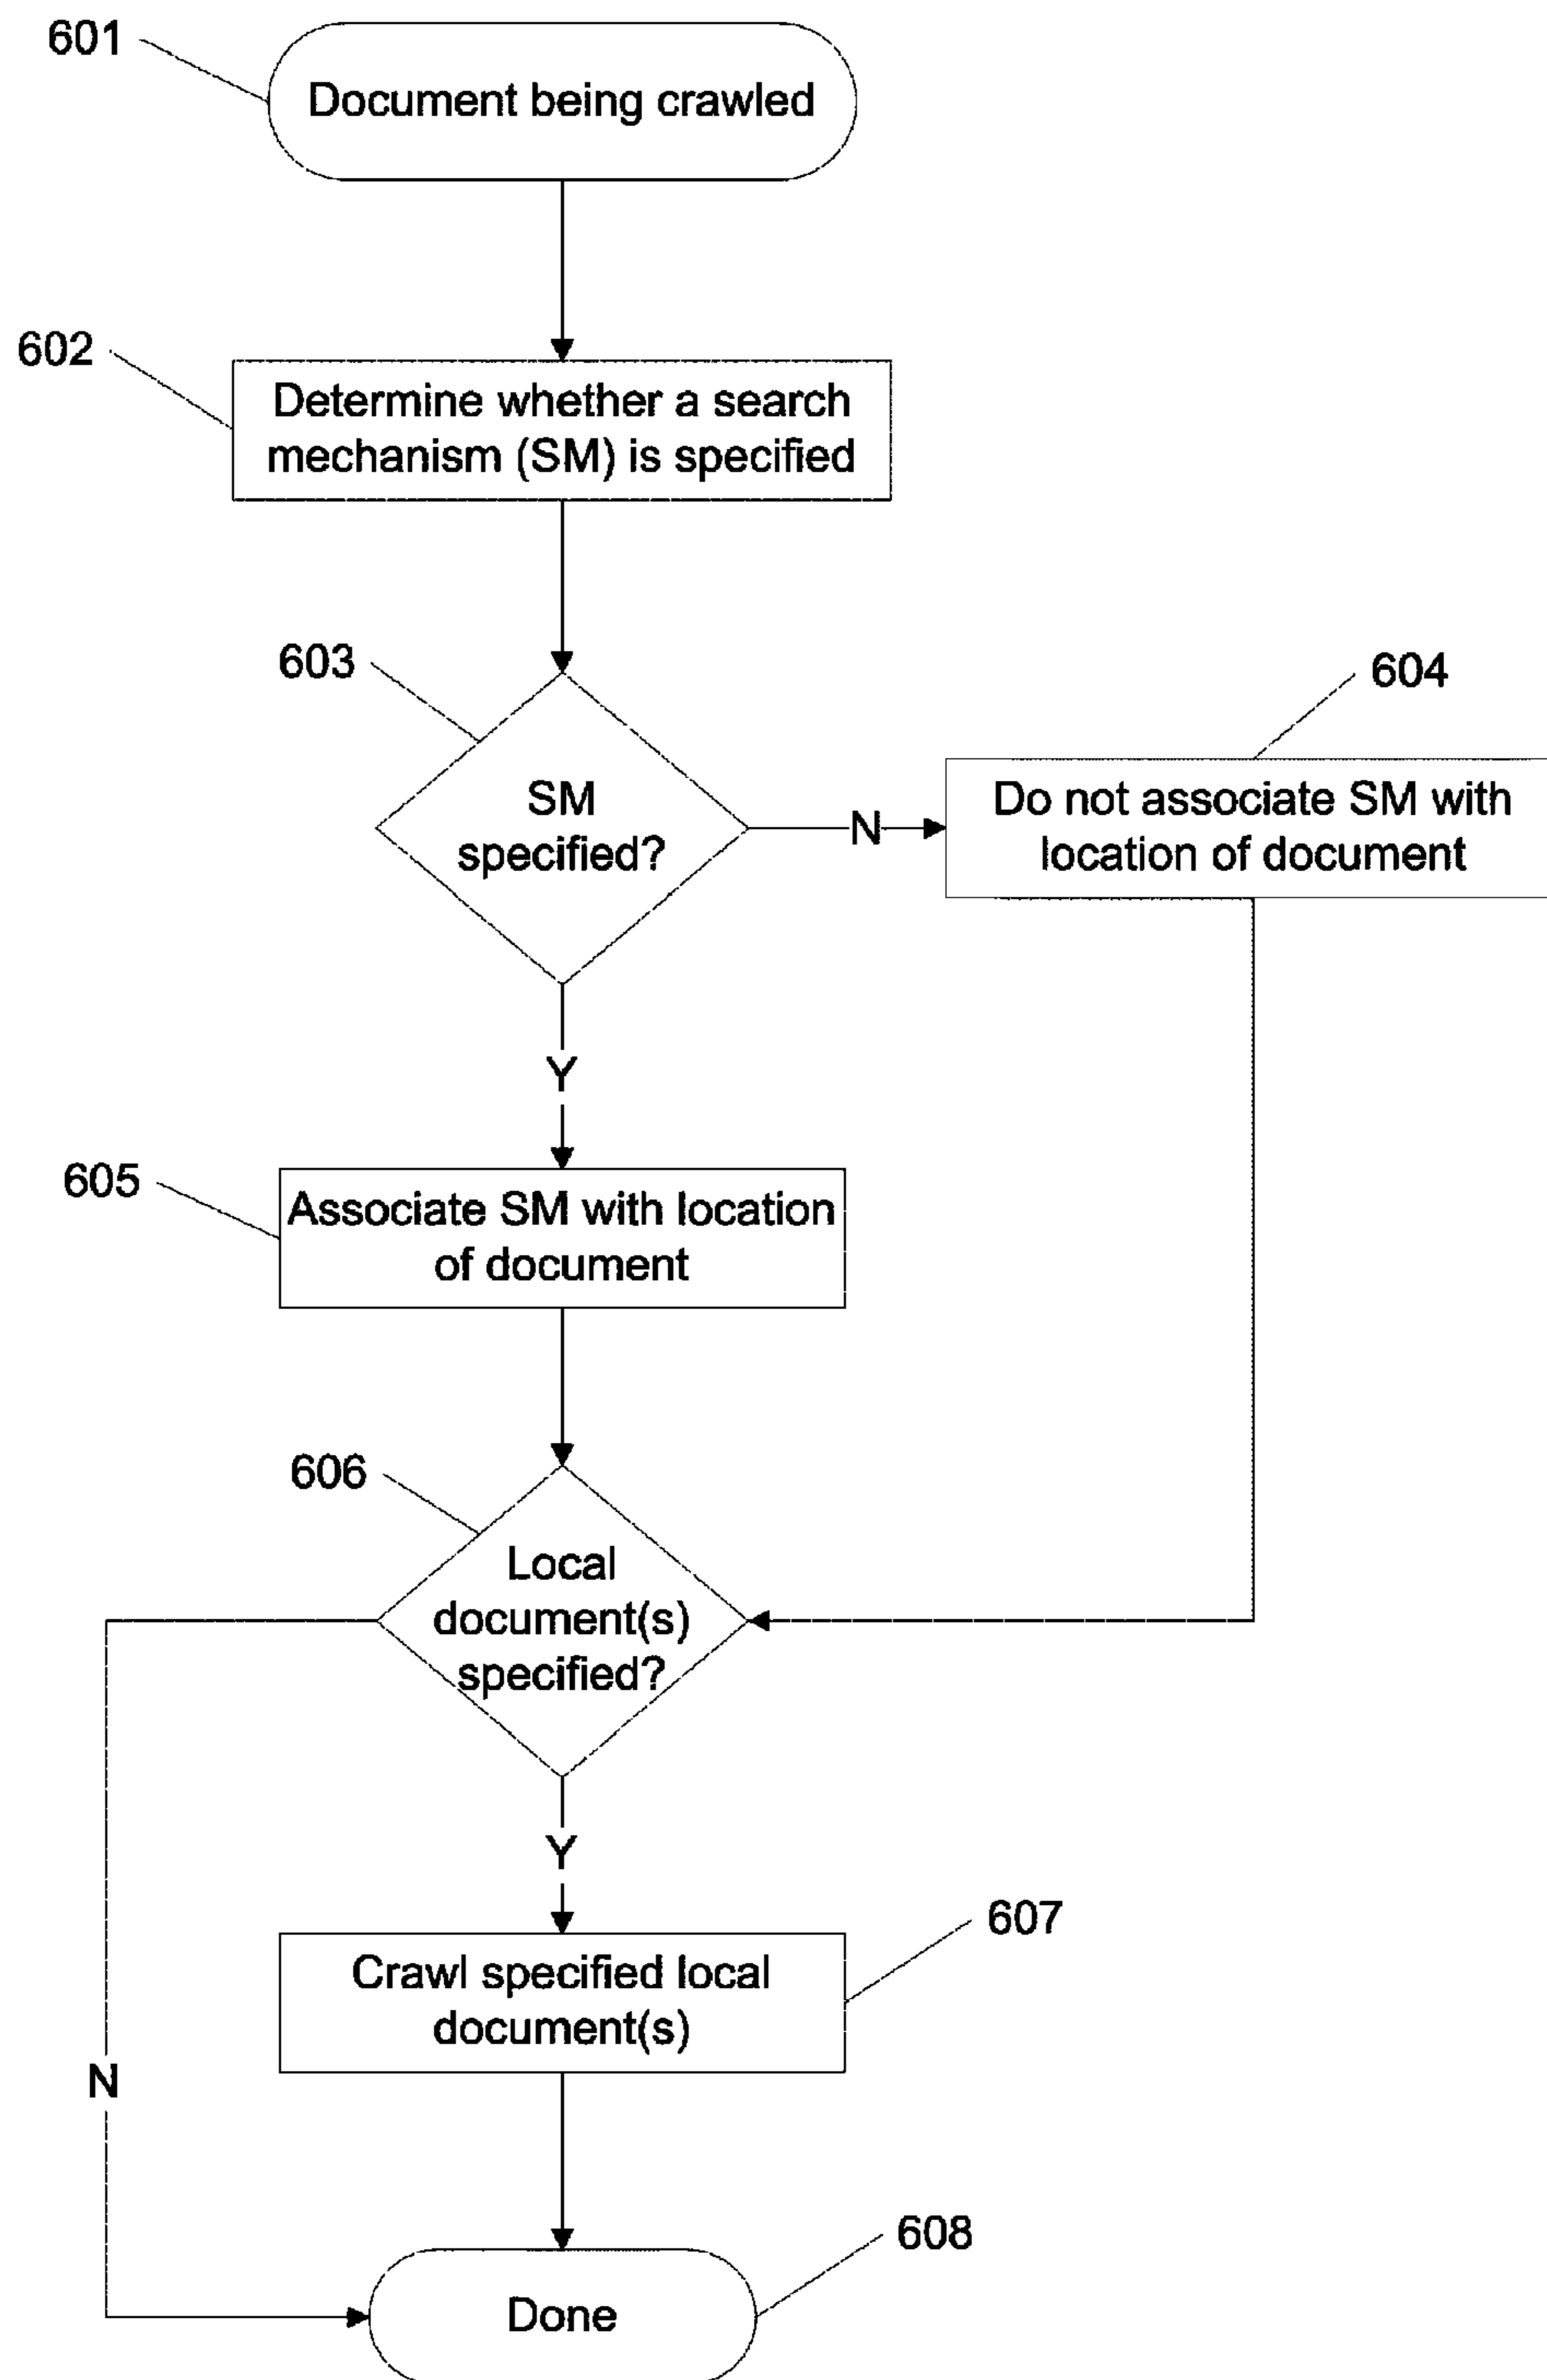 601
Document being crawled
602
Determine whether a search
mechanism (SM) is specified
603
SM
specified?
N
604
Do not associate SM with
location of document
Y
605
Associate SM with location
of document
606
Local
document(s)
specified?
Y
607
Crawl specified local
document(s)
N
608
Done